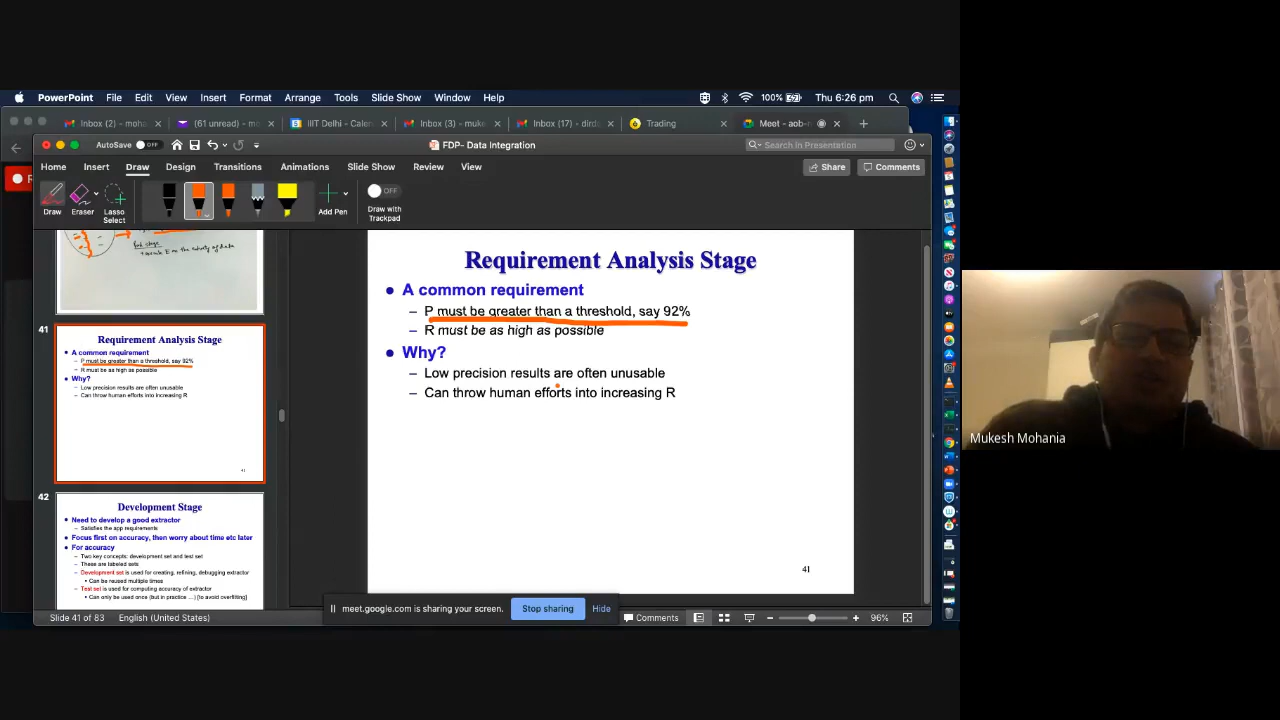 PowerPoint File Edit View Insert Format Arrange Tools Slide Show Window Help 100% Thu 6:26 pm
Inbox (2) - moha (61 unread) - m IIIT Delhi - Calen Inbox (3) - muke Inbox (17) - dird Trading Meet - aob-n
AutoSave OFF FDP- Data Integration Search in Presentation
Home Insert Draw Design Transitions Animations Slide Show Review View Share Comments
Draw Eraser Lasso Select Add Pen OFF Draw with Trackpad
41
Requirement Analysis Stage
A common requirement
– P must be greater than a threshold, say 92%
– R must be as high as possible
Why?
– Low precision results are often unusable
– Can throw human efforts into increasing R
41
42
Development Stage
Need to develop a good extractor
– Satisfies the app requirements
Focus first on accuracy, then worry about time etc later
For accuracy
– Two key concepts: development set and test set
– These are labeled sets
– Development set is used for creating, refining, debugging extractor
• Can be reused multiple times
– Test set is used for computing accuracy of extractor
• Can only be used once (but in practice …) [to avoid overfitting]
Requirement Analysis Stage
A common requirement
– P must be greater than a threshold, say 92%
– R must be as high as possible
Why?
– Low precision results are often unusable
– Can throw human efforts into increasing R
41
meet.google.com is sharing your screen. Stop sharing Hide
Slide 41 of 83 English (United States) Comments 96%
Mukesh Mohania